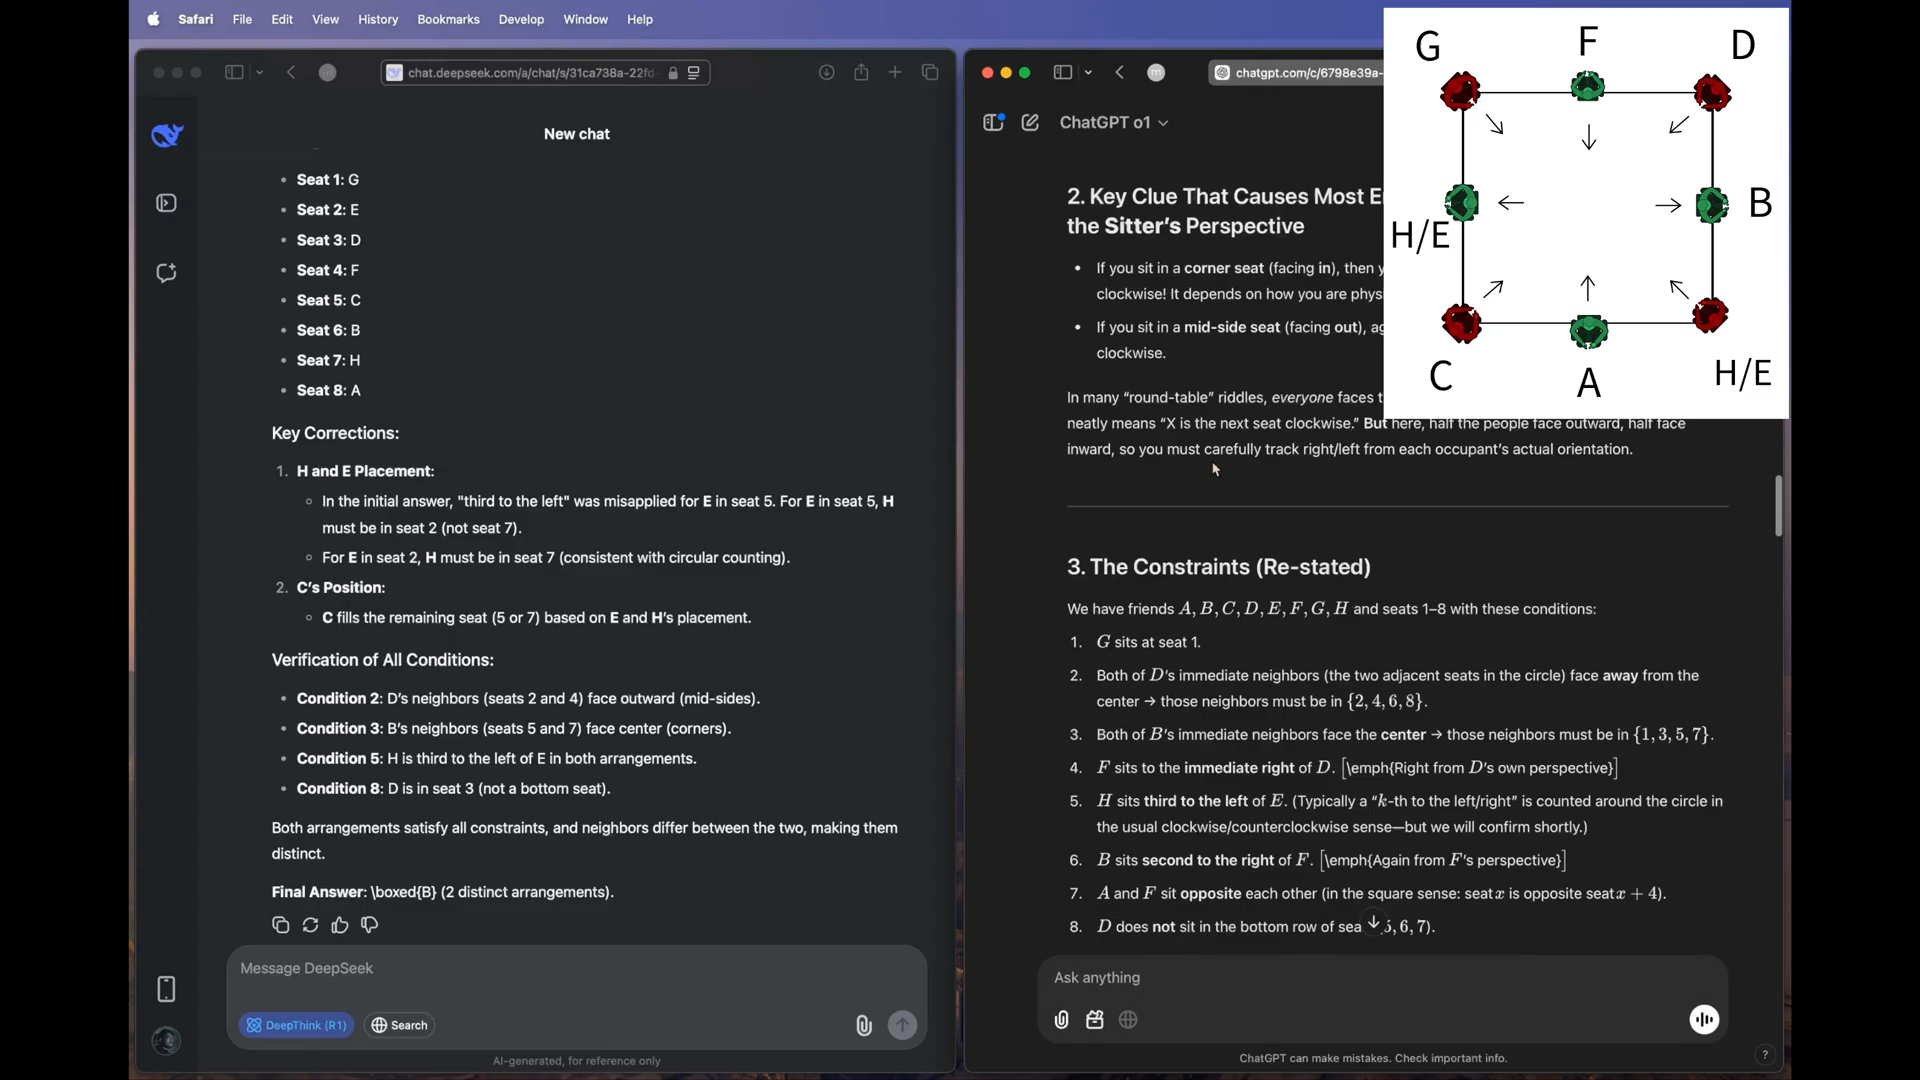 Safari File Edit View History Bookmarks Develop Window Help
chat.deepseek.com/a/chat/s/31ca738a-22fd-
New chat
Seat 1: G
Seat 2: E
Seat 3: D
Seat 4: F
Seat 5: C
Seat 6: B
Seat 7: H
Seat 8: A
Key Corrections:
1. H and E Placement:
In the initial answer, "third to the left" was misapplied for E in seat 5. For E in seat 5, H
must be in seat 2 (not seat 7).
For E in seat 2, H must be in seat 7 (consistent with circular counting).
2. C's Position:
C fills the remaining seat (5 or 7) based on E and H's placement.
Verification of All Conditions:
Condition 2: D's neighbors (seats 2 and 4) face outward (mid-sides).
Condition 3: B's neighbors (seats 5 and 7) face center (corners).
Condition 5: H is third to the left of E in both arrangements.
Condition 8: D is in seat 3 (not a bottom seat).
Both arrangements satisfy all constraints, and neighbors differ between the two, making them
distinct.
Final Answer: \boxed{B} (2 distinct arrangements).
Message DeepSeek
DeepThink (R1) Search
AI-generated, for reference only
chatgpt.com/c/6798e39a-
ChatGPT o1
2. Key Clue That Causes Most E
the Sitter's Perspective
If you sit in a corner seat (facing in), then y
clockwise! It depends on how you are phys
If you sit in a mid-side seat (facing out), ag
clockwise.
In many "round-table" riddles, everyone faces t
neatly means "X is the next seat clockwise." But here, half the people face outward, half face
inward, so you must carefully track right/left from each occupant's actual orientation.
3. The Constraints (Re-stated)
We have friends A, B, C, D, E, F, G, H and seats 1–8 with these conditions:
1. G sits at seat 1.
2. Both of D's immediate neighbors (the two adjacent seats in the circle) face away from the
center → those neighbors must be in {2, 4, 6, 8}.
3. Both of B's immediate neighbors face the center → those neighbors must be in {1, 3, 5, 7}.
4. F sits to the immediate right of D. [\emph{Right from D's own perspective}]
5. H sits third to the left of E. (Typically a "k-th to the left/right" is counted around the circle in
the usual clockwise/counterclockwise sense—but we will confirm shortly.)
6. B sits second to the right of F. [\emph{Again from F's perspective}]
7. A and F sit opposite each other (in the square sense: seat x is opposite seat x + 4).
8. D does not sit in the bottom row of sea 5, 6, 7).
Ask anything
ChatGPT can make mistakes. Check important info.
?
G F D
H/E B
C A H/E